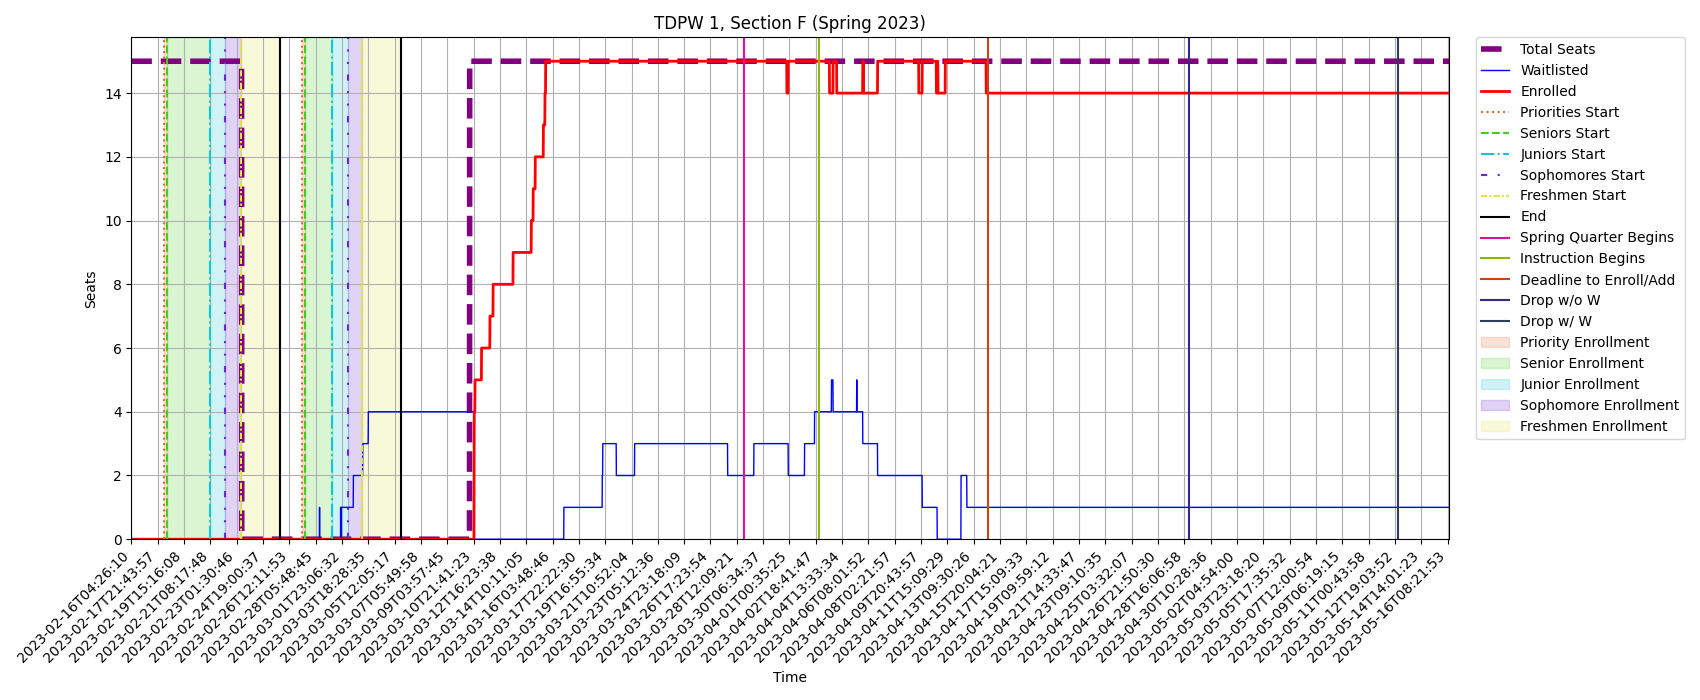 TDPW 1, Section F (Spring 2023)
Seats
14
12
10
8
6
4
2
0
2023-02-16T04:26:10
2023-02-17T21:43:57
2023-02-19T15:16:08
2023-02-21T08:17:48
2023-02-23T01:30:46
2023-02-24T19:00:37
2023-02-26T12:11:53
2023-02-28T05:48:45
2023-03-01T23:06:32
2023-03-03T18:28:35
2023-03-05T12:05:17
2023-03-07T05:49:58
2023-03-09T03:57:45
2023-03-10T21:41:23
2023-03-12T16:23:38
2023-03-14T10:11:05
2023-03-16T03:48:46
2023-03-17T22:22:30
2023-03-19T16:55:34
2023-03-21T10:52:04
2023-03-23T05:12:36
2023-03-24T23:18:09
2023-03-26T17:23:54
2023-03-28T12:09:21
2023-03-30T06:34:37
2023-04-01T00:35:25
2023-04-02T18:41:47
2023-04-04T13:33:34
2023-04-06T08:01:52
2023-04-08T02:21:57
2023-04-09T20:43:57
2023-04-11T15:09:29
2023-04-13T09:30:26
2023-04-15T20:04:21
2023-04-17T15:09:33
2023-04-19T09:59:12
2023-04-21T14:33:47
2023-04-23T09:10:35
2023-04-25T03:32:07
2023-04-26T21:50:30
2023-04-28T16:06:58
2023-04-30T10:28:36
2023-05-02T04:54:00
2023-05-03T23:18:20
2023-05-05T17:35:32
2023-05-07T12:00:54
2023-05-09T06:19:15
2023-05-11T00:43:58
2023-05-12T19:03:52
2023-05-14T14:01:23
2023-05-16T08:21:53
Time
Total Seats
Waitlisted
Enrolled
Priorities Start
Seniors Start
Juniors Start
Sophomores Start
Freshmen Start
End
Spring Quarter Begins
Instruction Begins
Deadline to Enroll/Add
Drop w/o W
Drop w/ W
Priority Enrollment
Senior Enrollment
Junior Enrollment
Sophomore Enrollment
Freshmen Enrollment